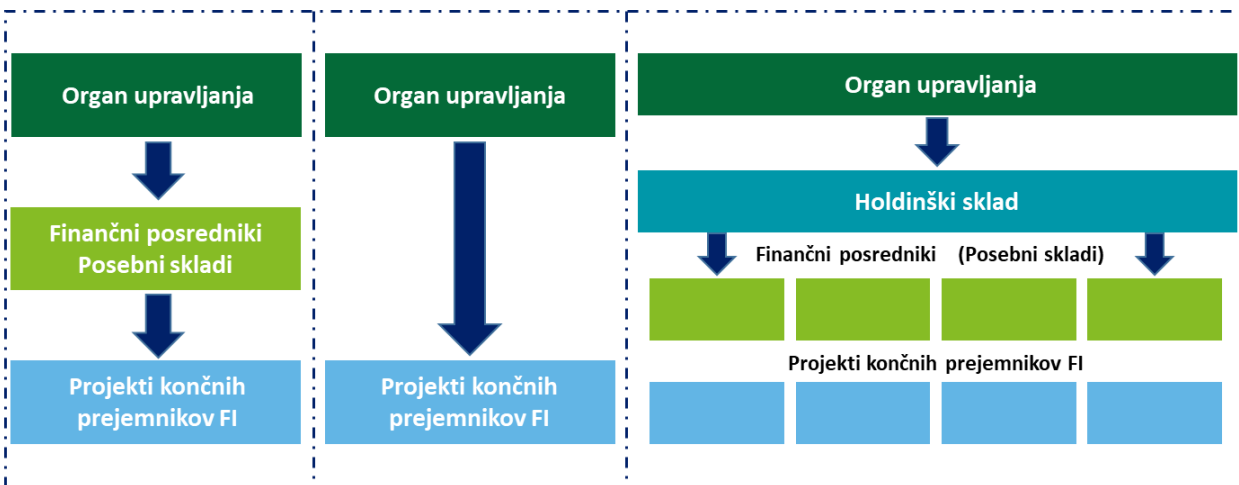 Organ upravljanja
Finančni posredniki
Posebni skladi
Projekti končnih
prejemnikov FI
Organ upravljanja
Projekti končnih
prejemnikov FI
Organ upravljanja
Holdinški sklad
Finančni posredniki (Posebni skladi)
Projekti končnih prejemnikov FI